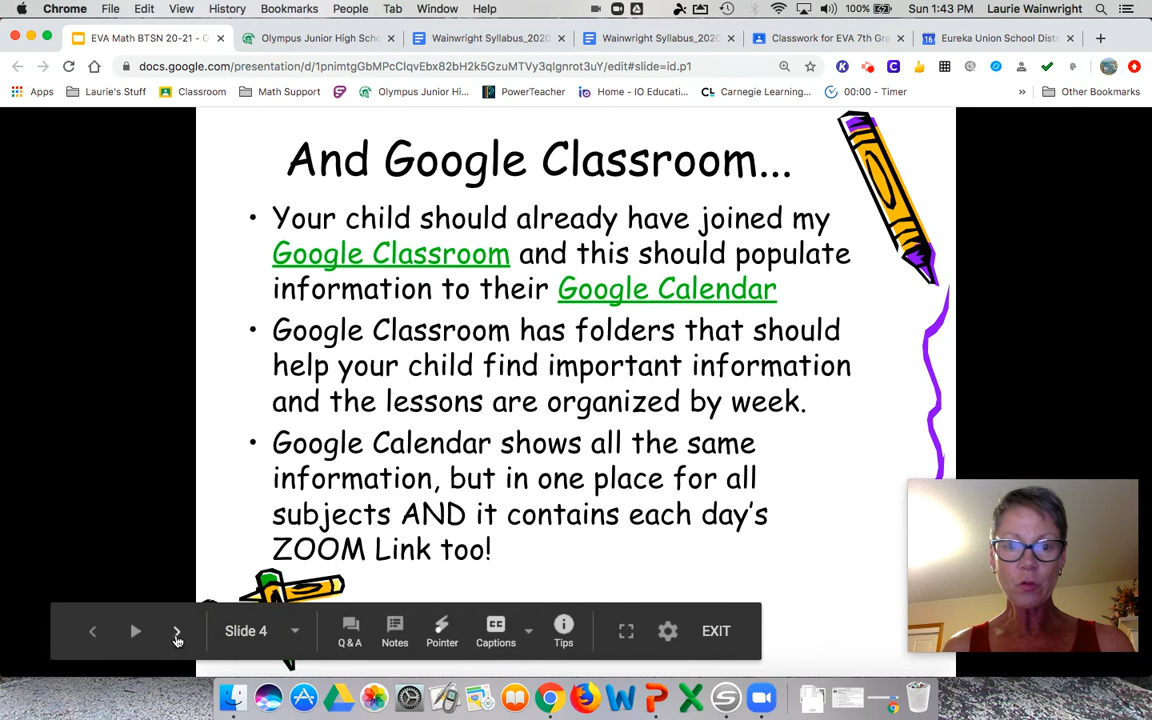 Chrome File Edit View History Bookmarks People Tab Window Help 100% Sun 1:43 PM Laurie Wainwright
EVA Math BTSN 20-21 - G Olympus Junior High Sch Wainwright Syllabus_2020 Wainwright Syllabus_2020 Classwork for EVA 7th Gra Eureka Union School Dist
docs.google.com/presentation/d/1pnimtgGbMPcCIqvEbx82bH2k5GzuMTVy3qIgnrot3uY/edit#slide=id.p1
Apps Laurie's Stuff Classroom Math Support Olympus Junior Hi... PowerTeacher Home - IO Educati... Carnegie Learning,... 00:00 - Timer » Other Bookmarks
And Google Classroom...
• Your child should already have joined my
Google Classroom and this should populate
information to their Google Calendar
• Google Classroom has folders that should
help your child find important information
and the lessons are organized by week.
• Google Calendar shows all the same
information, but in one place for all
subjects AND it contains each day's
ZOOM Link too!
Slide 4 Q & A Notes Pointer Captions Tips EXIT